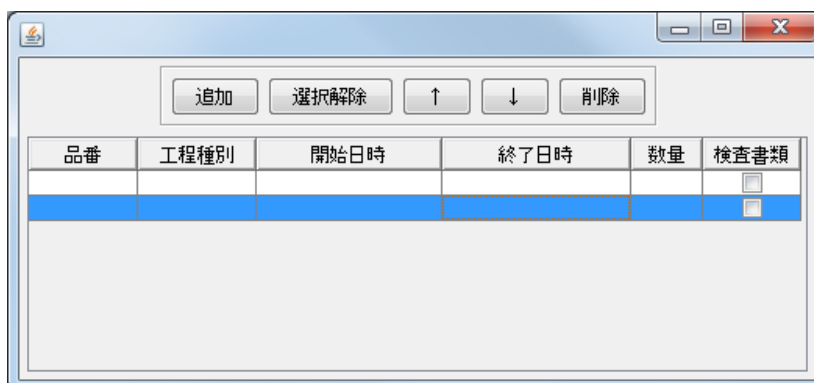 追加 選択解除 ↑ ↓ 削除
品番 工程種別 開始日時 終了日時 数量 検査書類